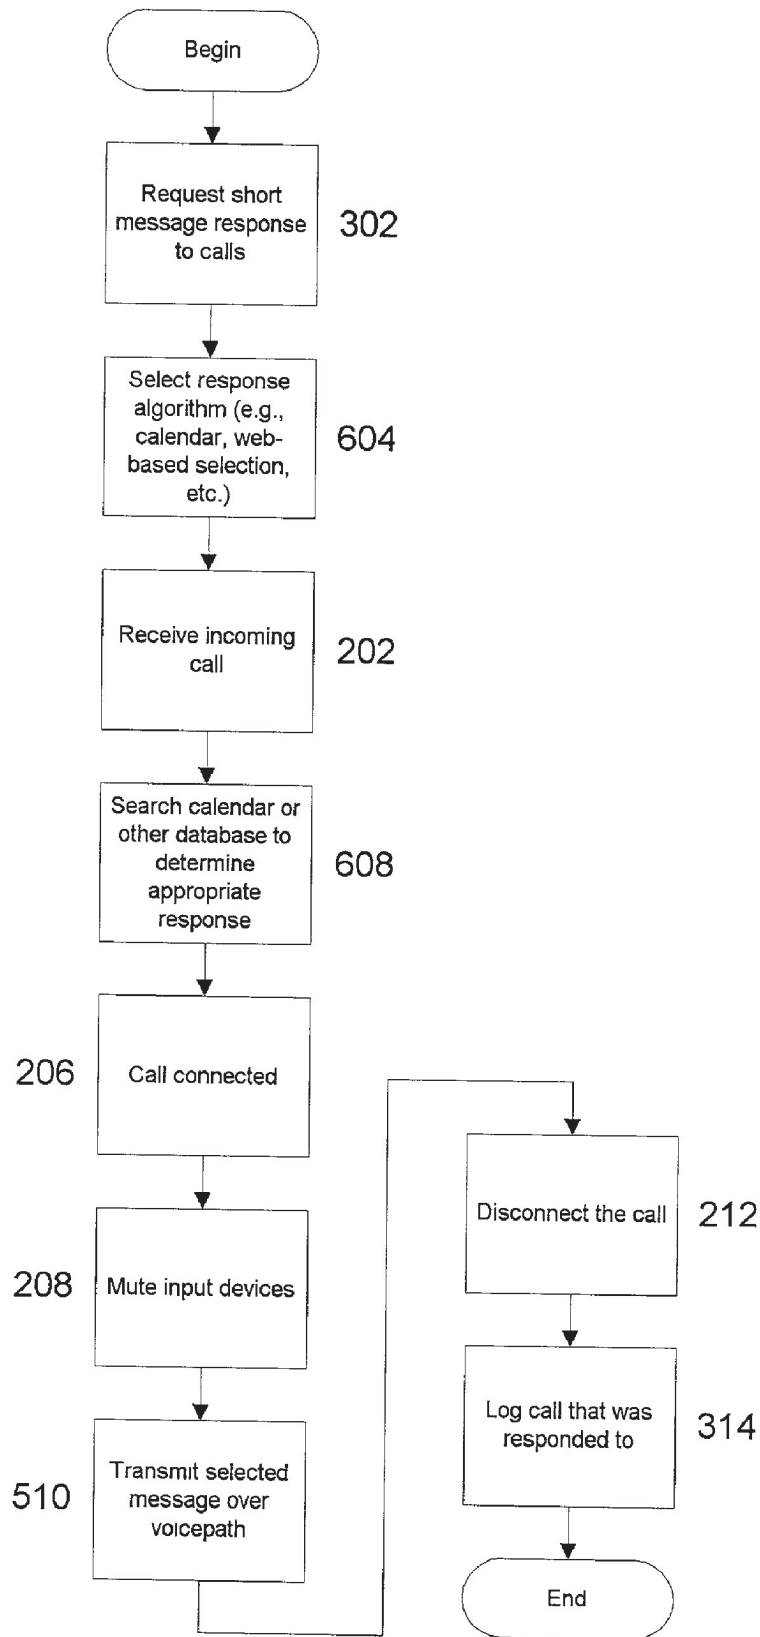 Begin
Request short
message response
to calls
302
Select response
algorithm (e.g.,
calendar, web-
based selection,
etc.)
604
Receive incoming
call
202
Search calendar or
other database to
determine
appropriate
response
608
206
Call connected
208
Mute input devices
510
Transmit selected
message over
voicepath
Disconnect the call
212
Log call that was
responded to
314
End